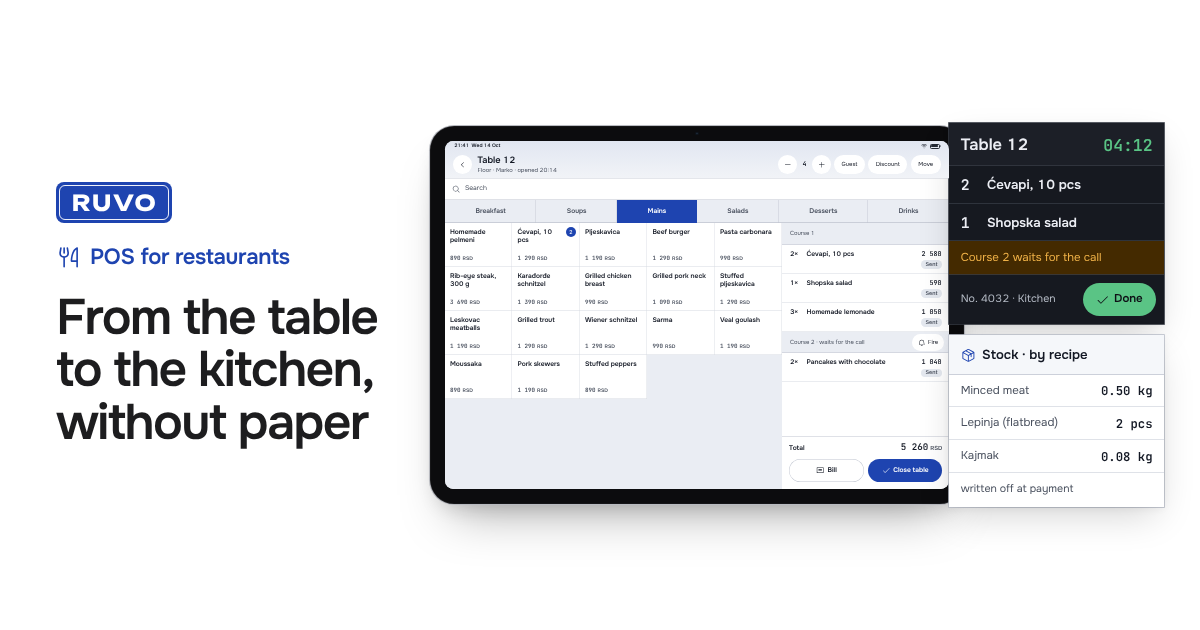 RUVO
POS for restaurants
From the table
to the kitchen,
without paper
21:41 Wed 14 Oct
Table 12
Floor · Marko · opened 20:14
4
Guest
Discount
Move
Search
Breakfast
Soups
Mains
Salads
Desserts
Drinks
Homemade pelmeni
890 RSD
Ćevapi, 10 pcs
2
1 290 RSD
Pljeskavica
1 190 RSD
Beef burger
1 290 RSD
Pasta carbonara
990 RSD
Rib-eye steak, 300 g
3 690 RSD
Karađorđe schnitzel
1 390 RSD
Grilled chicken breast
990 RSD
Grilled pork neck
1 090 RSD
Stuffed pljeskavica
1 290 RSD
Leskovac meatballs
1 190 RSD
Grilled trout
1 290 RSD
Wiener schnitzel
1 290 RSD
Sarma
990 RSD
Veal goulash
1 190 RSD
Moussaka
890 RSD
Pork skewers
1 190 RSD
Stuffed peppers
890 RSD
Course 1
2× Ćevapi, 10 pcs 2 580
Sent
1× Shopska salad 590
Sent
3× Homemade lemonade 1 050
Sent
Course 2 · waits for the call
Fire
2× Pancakes with chocolate 1 040
Sent
Total 5 260 RSD
Bill
Close table
Table 12 04:12
2 Ćevapi, 10 pcs
1 Shopska salad
Course 2 waits for the call
No. 4032 · Kitchen
Done
Stock · by recipe
Minced meat 0.50 kg
Lepinja (flatbread) 2 pcs
Kajmak 0.08 kg
written off at payment